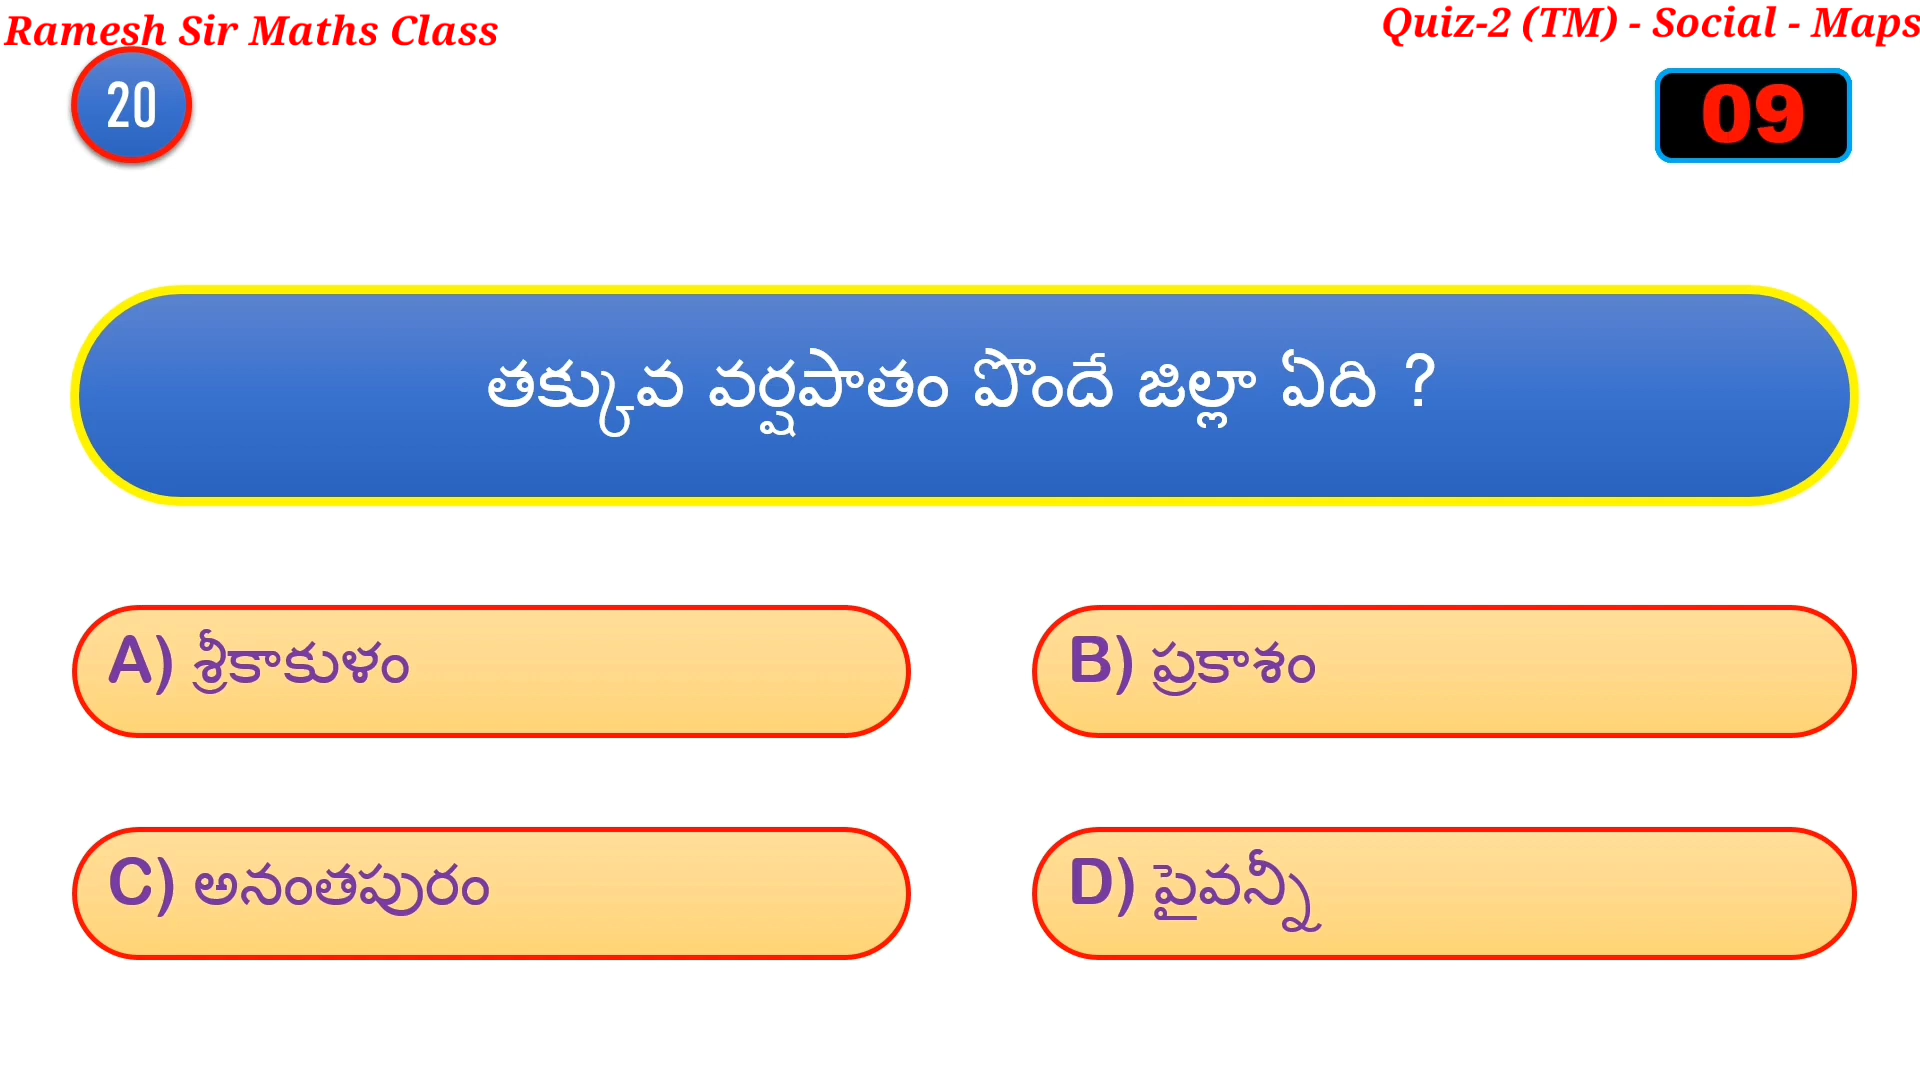 Ramesh Sir Maths Class
Quiz-2 (TM) - Social - Maps
20
09
తక్కువ వర్షపాతం పొందే జిల్లా ఏది ?
A) శ్రీకాకుళం
B) ప్రకాశం
C) అనంతపురం
D) పైవన్నీ